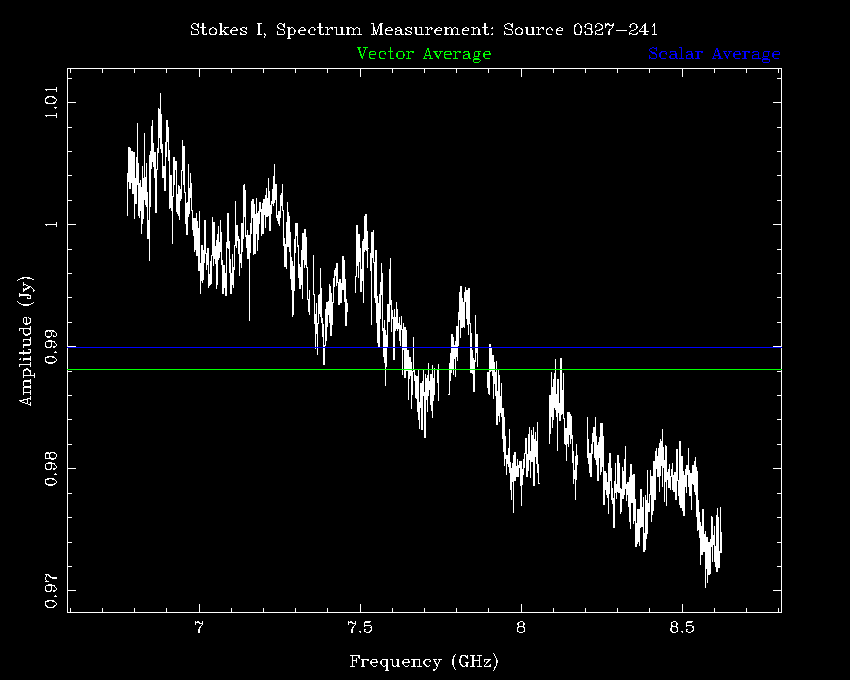 Stokes I, Spectrum Measurement: Source 0327-241
Vector Average Scalar Average
1.01
1
0.99
0.98
0.97
Amplitude (Jy)
7 7.5 8 8.5
Frequency (GHz)